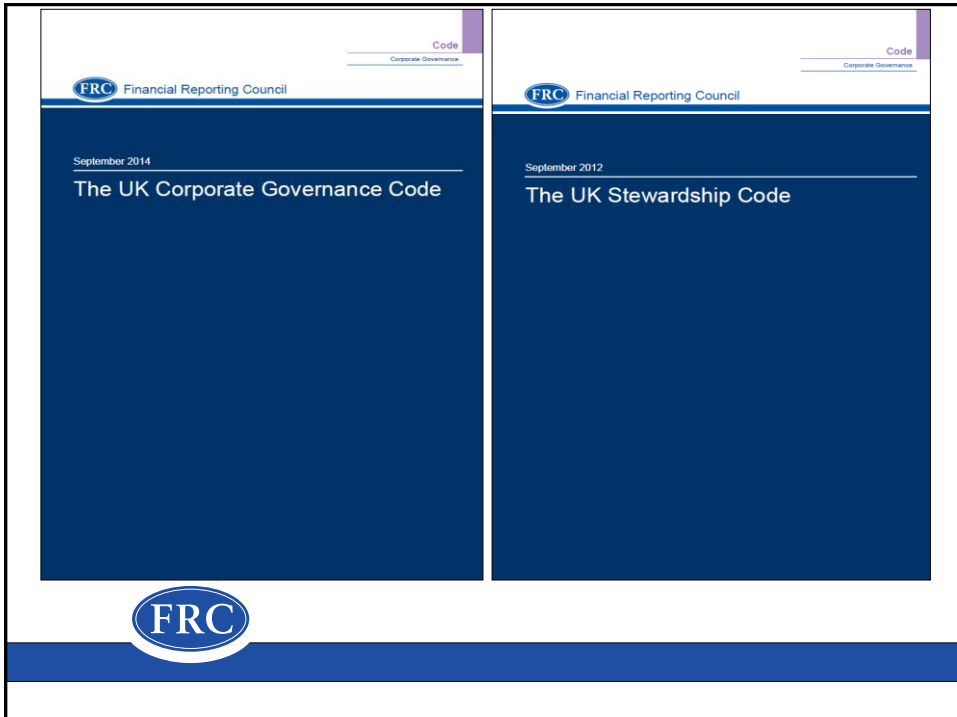 Code
Corporate Governance
FRC Financial Reporting Council
September 2014
The UK Corporate Governance Code
Code
Corporate Governance
FRC Financial Reporting Council
September 2012
The UK Stewardship Code
FRC